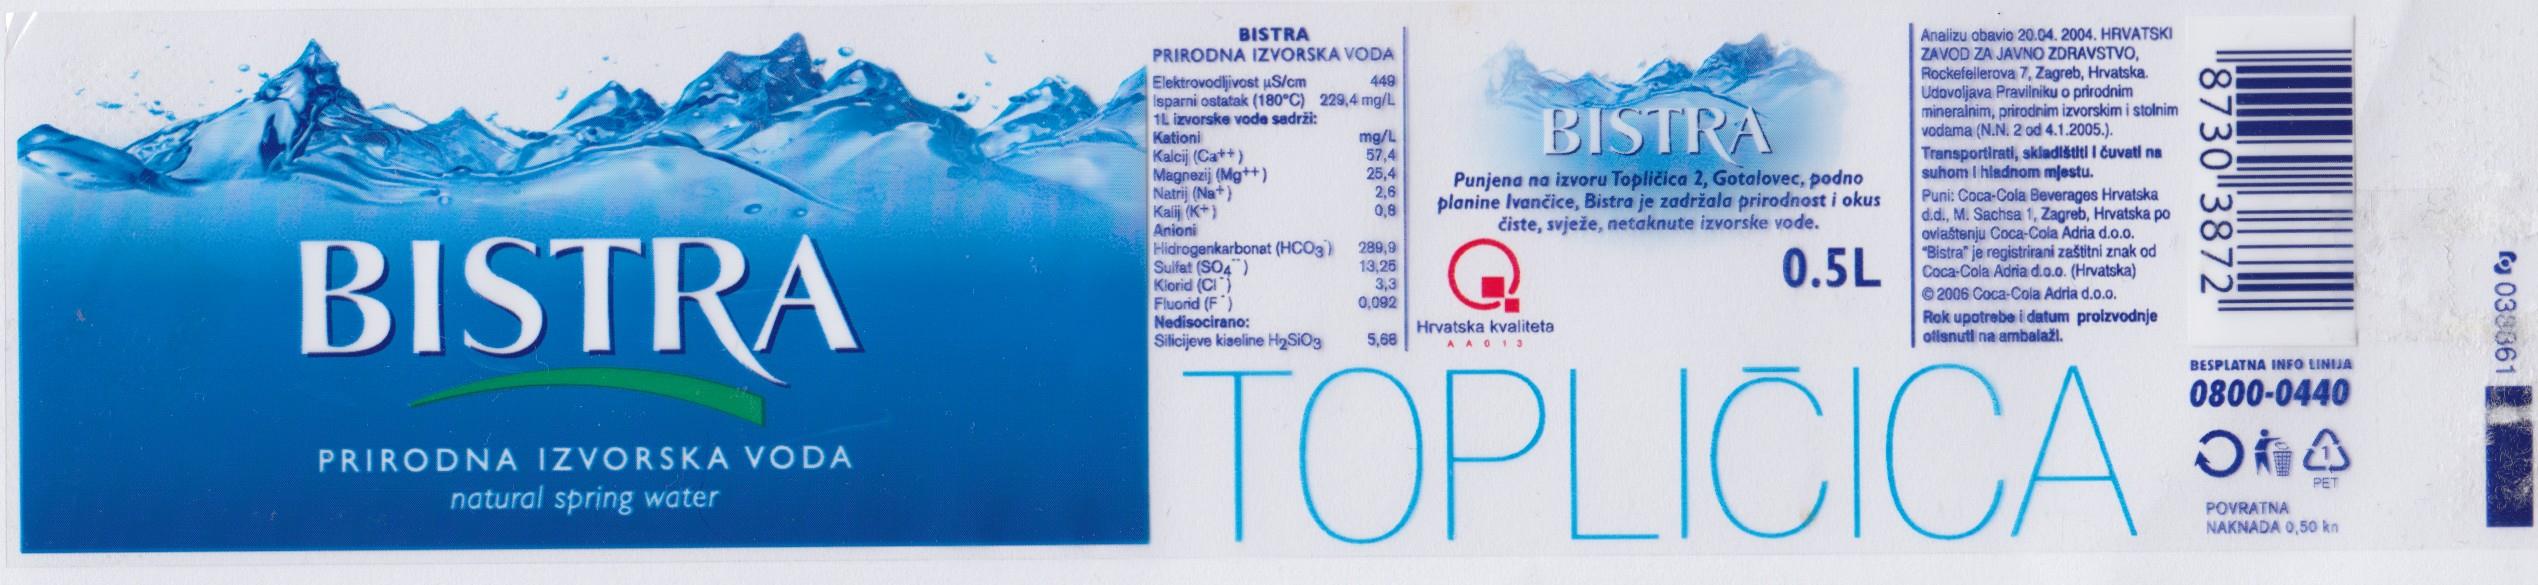 BISTRA
PRIRODNA IZVORSKA VODA
natural spring water
BISTRA
PRIRODNA IZVORSKA VODA
Elektrovodljivost µS/cm 449
Isparni ostatak (180°C) 229,4 mg/L
1L izvorske vode sadrži:
Kationi mg/L
Kalcij (Ca++) 57,4
Magnezij (Mg++) 25,4
Natrij (Na+) 2,6
Kalij (K+) 0,8
Anioni
Hidrogenkarbonat (HCO3-) 289,9
Sulfat (SO4--) 13,25
Klorid (Cl-) 3,3
Fluorid (F-) 0,092
Nedisocirano:
Silicijeve kiseline H2SiO3 5,68
BISTRA
Punjena na izvoru Topličica 2, Gotalovec, podno
planine Ivančice, Bistra je zadržala prirodnost i okus
čiste, svježe, netaknute izvorske vode.
0.5L
Hrvatska kvaliteta
AA013
TOPLIČICA
Analizu obavio 20.04. 2004. HRVATSKI
ZAVOD ZA JAVNO ZDRAVSTVO,
Rockefellerova 7, Zagreb, Hrvatska.
Udovoljava Pravilniku o prirodnim
mineralnim, prirodnim izvorskim i stolnim
vodama (N.N. 2 od 4.1.2005.).
Transportirati, skladištiti i čuvati na
suhom i hladnom mjestu.
Puni: Coca-Cola Beverages Hrvatska
d.d., M. Sachsa 1, Zagreb, Hrvatska po
ovlaštenju Coca-Cola Adria d.o.o.
"Bistra" je registrirani zaštitni znak od
Coca-Cola Adria d.o.o. (Hrvatska)
© 2006 Coca-Cola Adria d.o.o.
Rok upotrebe i datum proizvodnje
otisnuti na ambalaži.
8730 3872
BESPLATNA INFO LINIJA
0800-0440
1
PET
POVRATNA
NAKNADA 0,50 kn